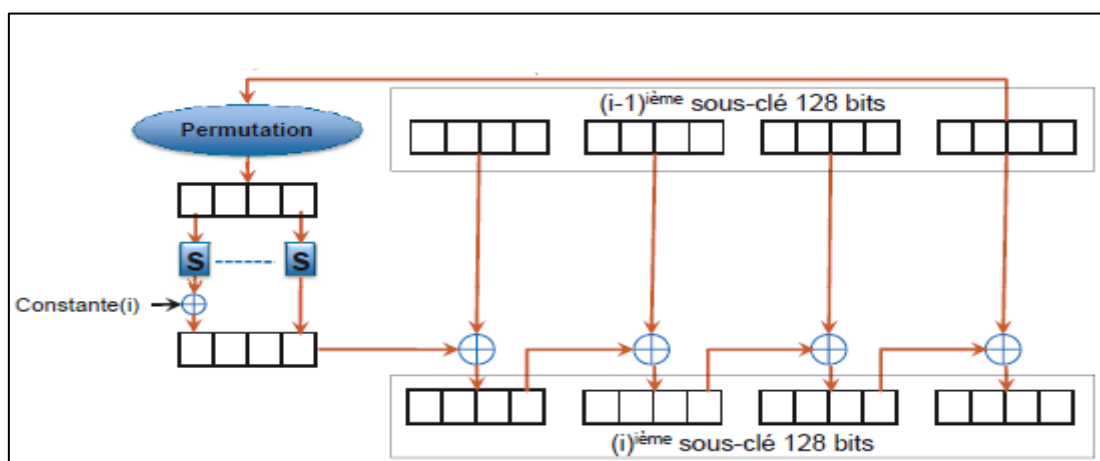 (i-1)ième sous-clé 128 bits
Permutation
S S
Constante(i)
(i)ième sous-clé 128 bits